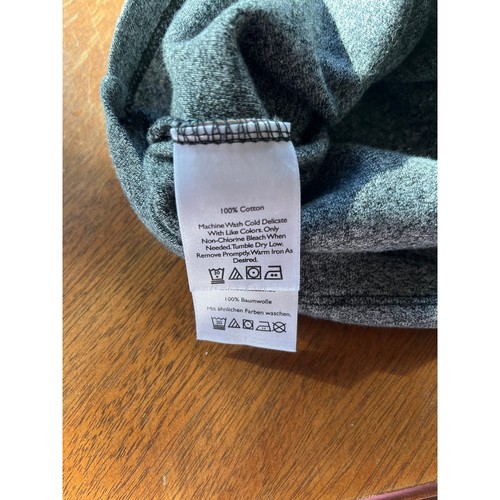 100% Cotton
Machine Wash Cold Delicate
With Like Colors. Only
Non-Chlorine Bleach When
Needed. Tumble Dry Low.
Remove Promptly. Warm Iron As
Desired.
100% Baumwolle
Mit ähnlichen Farben waschen.